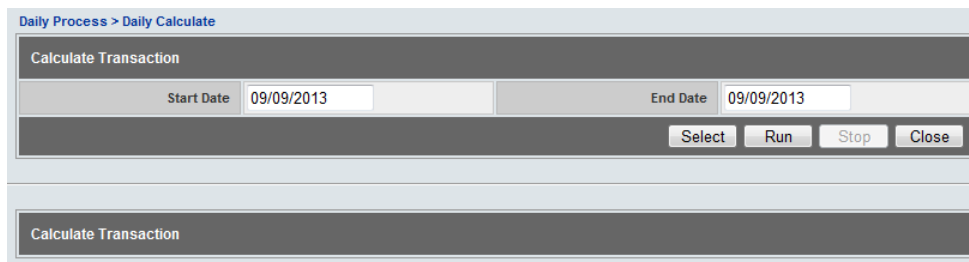 Daily Process > Daily Calculate
Calculate Transaction
Start Date 09/09/2013 End Date 09/09/2013
Select Run Stop Close
Calculate Transaction